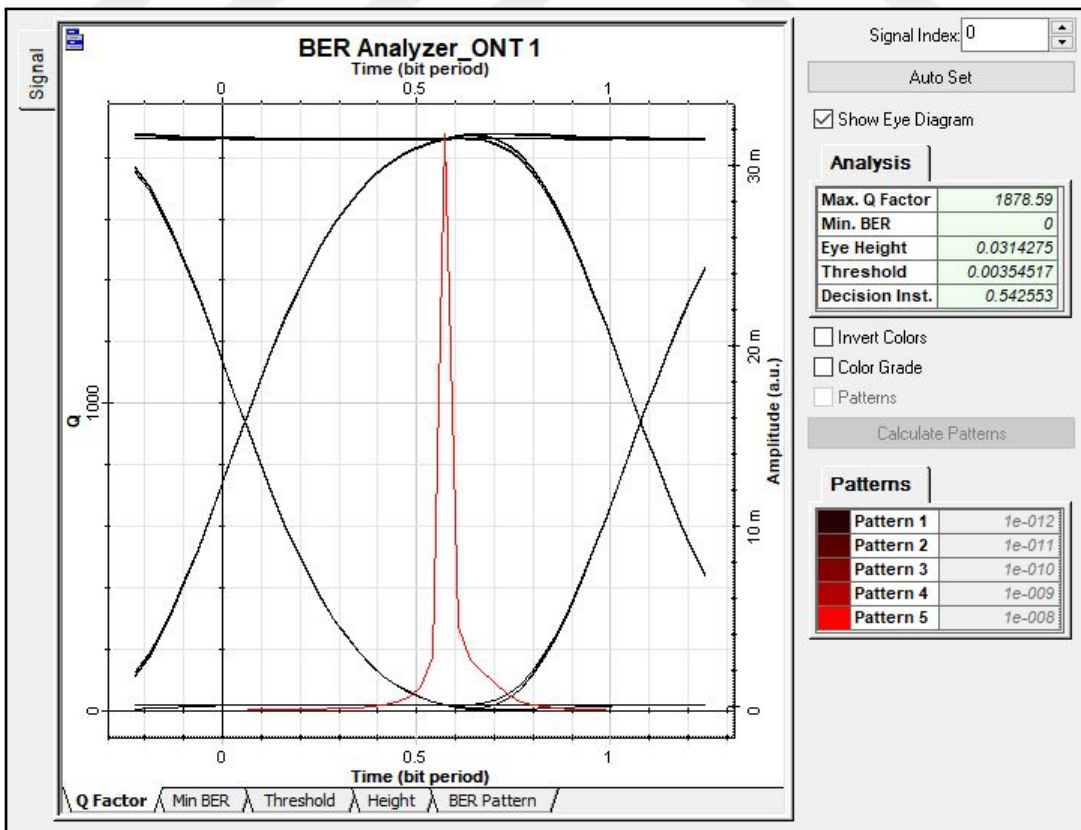 Signal
BER Analyzer_ONT 1
Time (bit period)
0 0.5 1
Q
0
1000
Amplitude (a.u.)
0
10 m
20 m
30 m
0 0.5 1
Time (bit period)
Q Factor Min BER Threshold Height BER Pattern
Signal Index: 0
Auto Set
Show Eye Diagram
Analysis
Max. Q Factor 1878.59
Min. BER 0
Eye Height 0.0314275
Threshold 0.00354517
Decision Inst. 0.542553
Invert Colors
Color Grade
Patterns
Calculate Patterns
Patterns
Pattern 1 1e-012
Pattern 2 1e-011
Pattern 3 1e-010
Pattern 4 1e-009
Pattern 5 1e-008